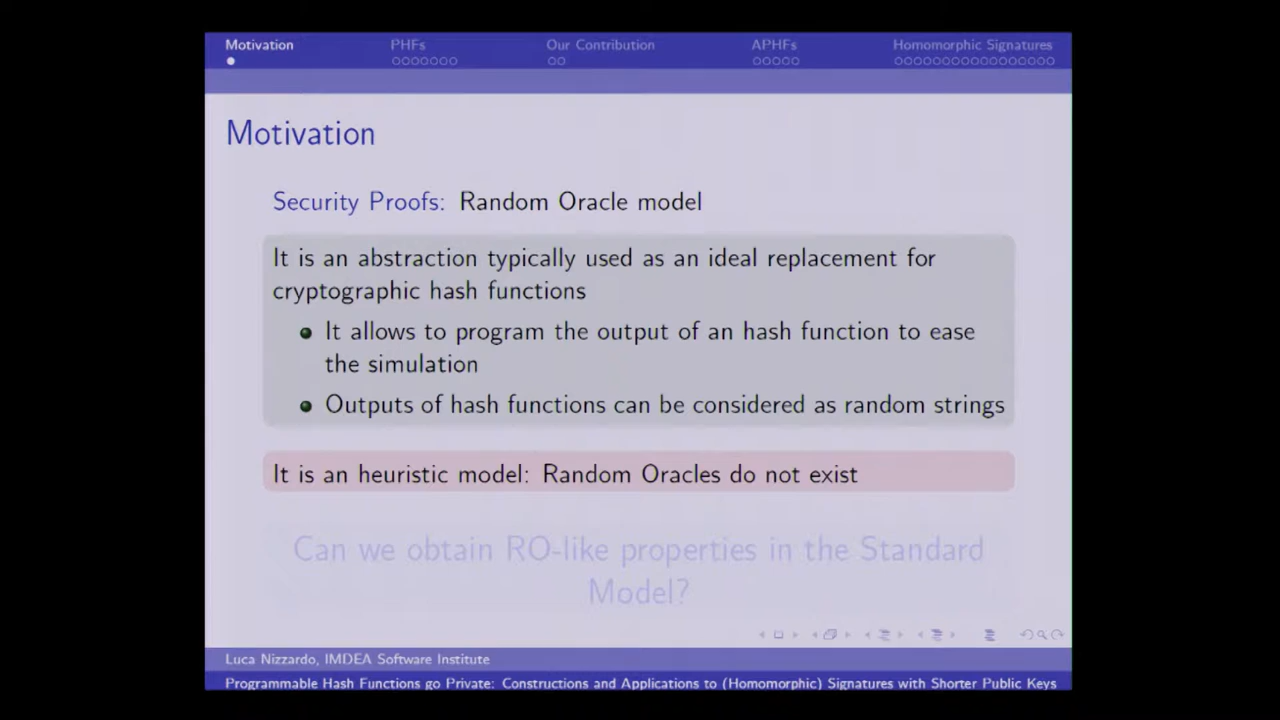 Motivation PHFs Our Contribution APHFs Homomorphic Signatures
Motivation
Security Proofs: Random Oracle model
It is an abstraction typically used as an ideal replacement for
cryptographic hash functions
It allows to program the output of an hash function to ease
the simulation
Outputs of hash functions can be considered as random strings
It is an heuristic model: Random Oracles do not exist
Can we obtain RO-like properties in the Standard
Model?
Luca Nizzardo, IMDEA Software Institute
Programmable Hash Functions go Private: Constructions and Applications to (Homomorphic) Signatures with Shorter Public Keys